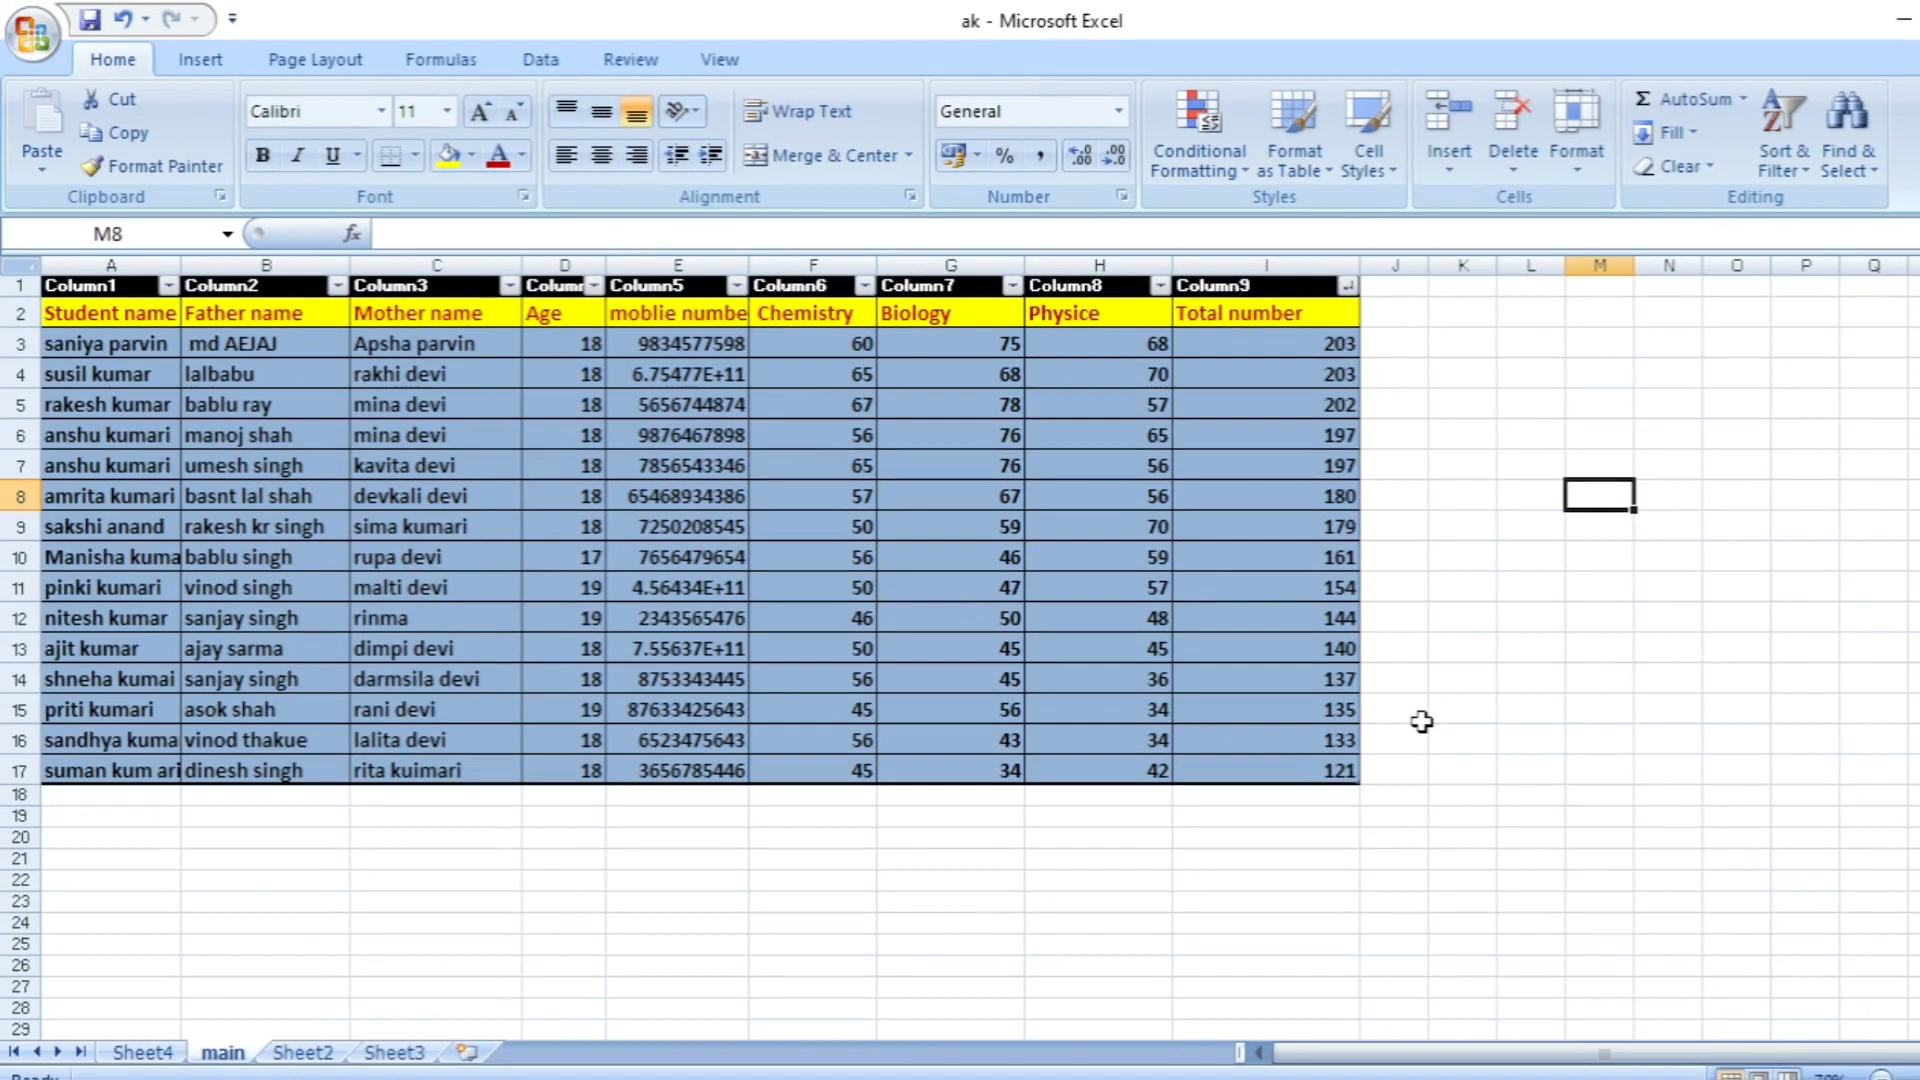 ak - Microsoft Excel
Home Insert Page Layout Formulas Data Review View
Paste Cut Copy Format Painter Clipboard
Calibri 11 B I U Font
Wrap Text Merge & Center Alignment
General % , Number
Conditional Formatting Format as Table Cell Styles Styles
Insert Delete Format Cells
Σ AutoSum Fill Clear Sort & Filter Find & Select Editing
M8 fx
A B C D E F G H I J K L M N O P Q
1 Column1 Column2 Column3 Column5 Column6 Column7 Column8 Column9
2 Student name Father name Mother name Age moblie numbe Chemistry Biology Physice Total number
3 saniya parvin md AEJAJ Apsha parvin 18 9834577598 60 75 68 203
4 susil kumar lalbabu rakhi devi 18 6.75477E+11 65 68 70 203
5 rakesh kumar bablu ray mina devi 18 5656744874 67 78 57 202
6 anshu kumari manoj shah mina devi 18 9876467898 56 76 65 197
7 anshu kumari umesh singh kavita devi 18 7856543346 65 76 56 197
8 amrita kumari basnt lal shah devkali devi 18 65468934386 57 67 56 180
9 sakshi anand rakesh kr singh sima kumari 18 7250208545 50 59 70 179
10 Manisha kuma bablu singh rupa devi 17 7656479654 56 46 59 161
11 pinki kumari vinod singh malti devi 19 4.56434E+11 50 47 57 154
12 nitesh kumar sanjay singh rinma 19 2343565476 46 50 48 144
13 ajit kumar ajay sarma dimpi devi 18 7.55637E+11 50 45 45 140
14 shneha kumai sanjay singh darmsila devi 18 8753343445 56 45 36 137
15 priti kumari asok shah rani devi 19 87633425643 45 56 34 135
16 sandhya kuma vinod thakue lalita devi 18 6523475643 56 43 34 133
17 suman kum ari dinesh singh rita kuimari 18 3656785446 45 34 42 121
18
19
20
21
22
23
24
25
26
27
28
29
Sheet4 main Sheet2 Sheet3